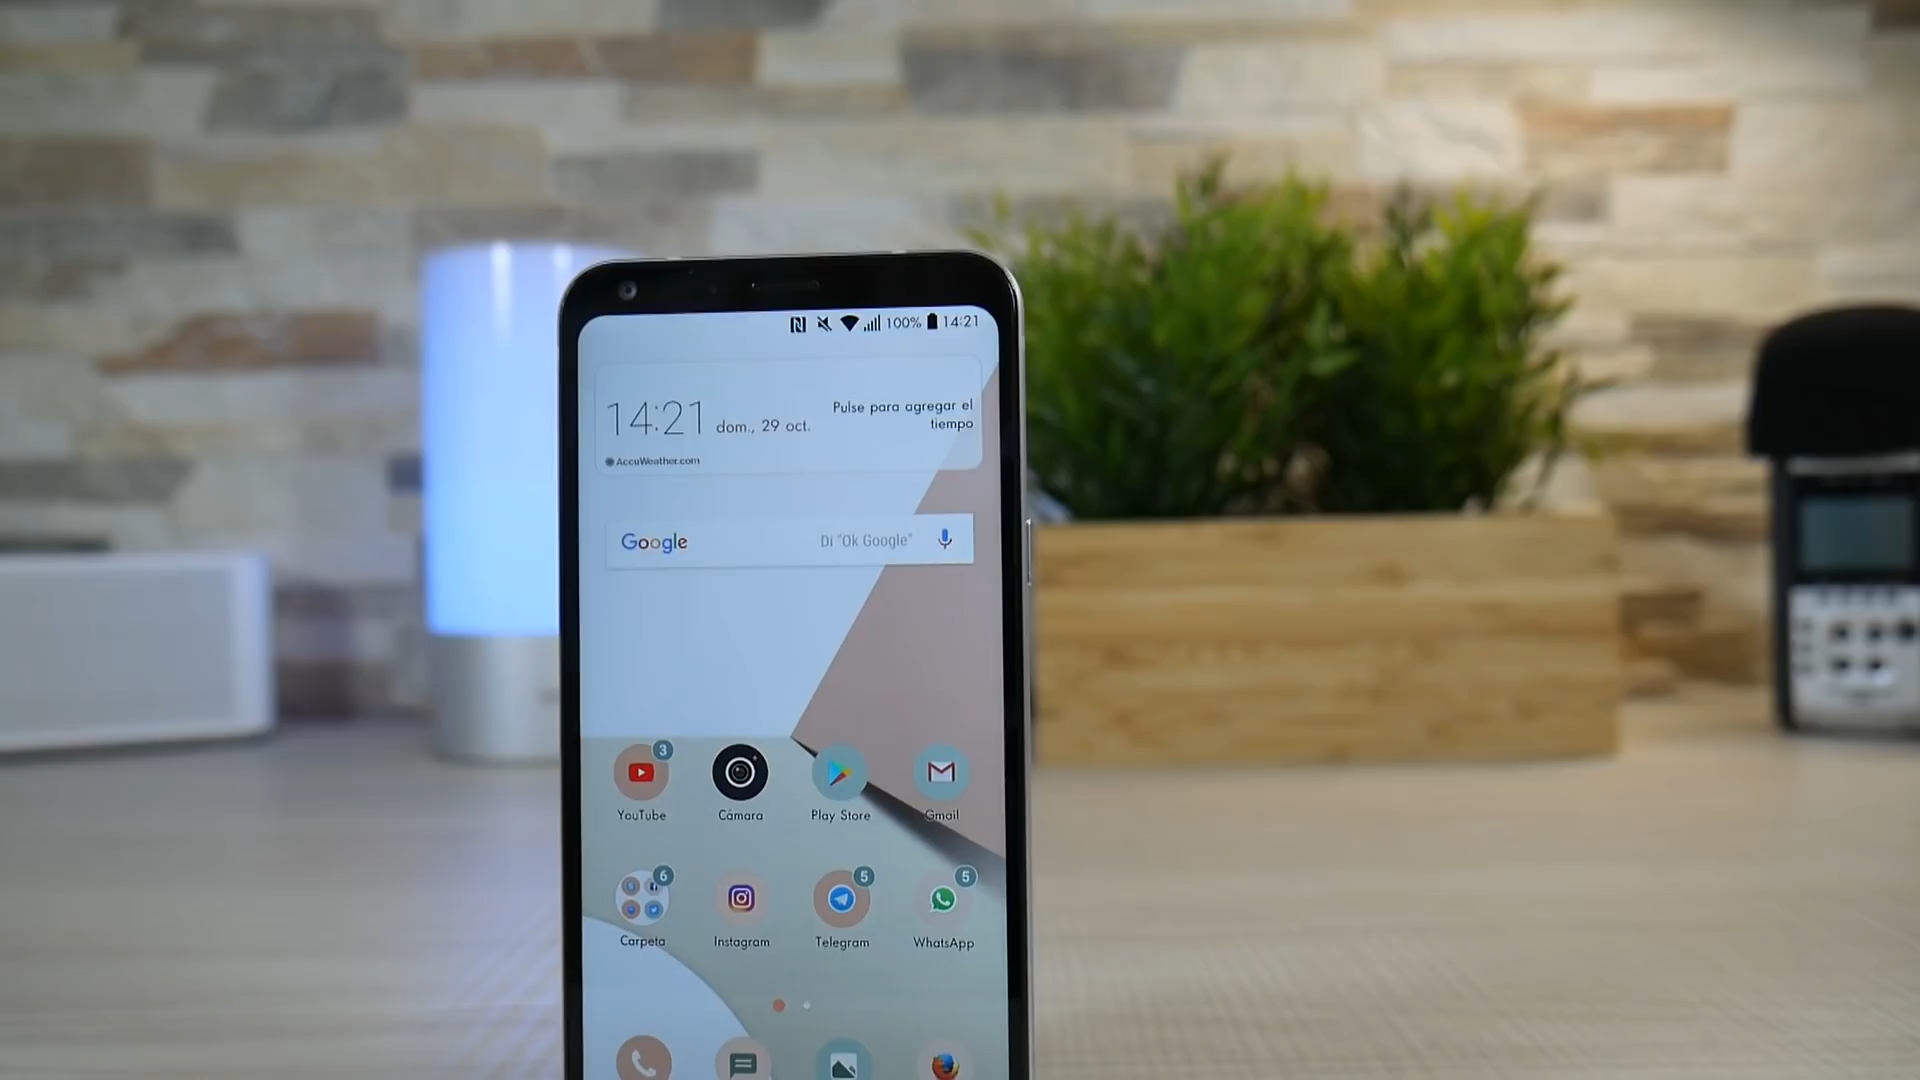 100% 14:21
14:21 dom., 29 oct.
Pulse para agregar el
tiempo
AccuWeather.com
Google Di "Ok Google"
3
YouTube Cámara Play Store Gmail
6 5 5
Carpeta Instagram Telegram WhatsApp